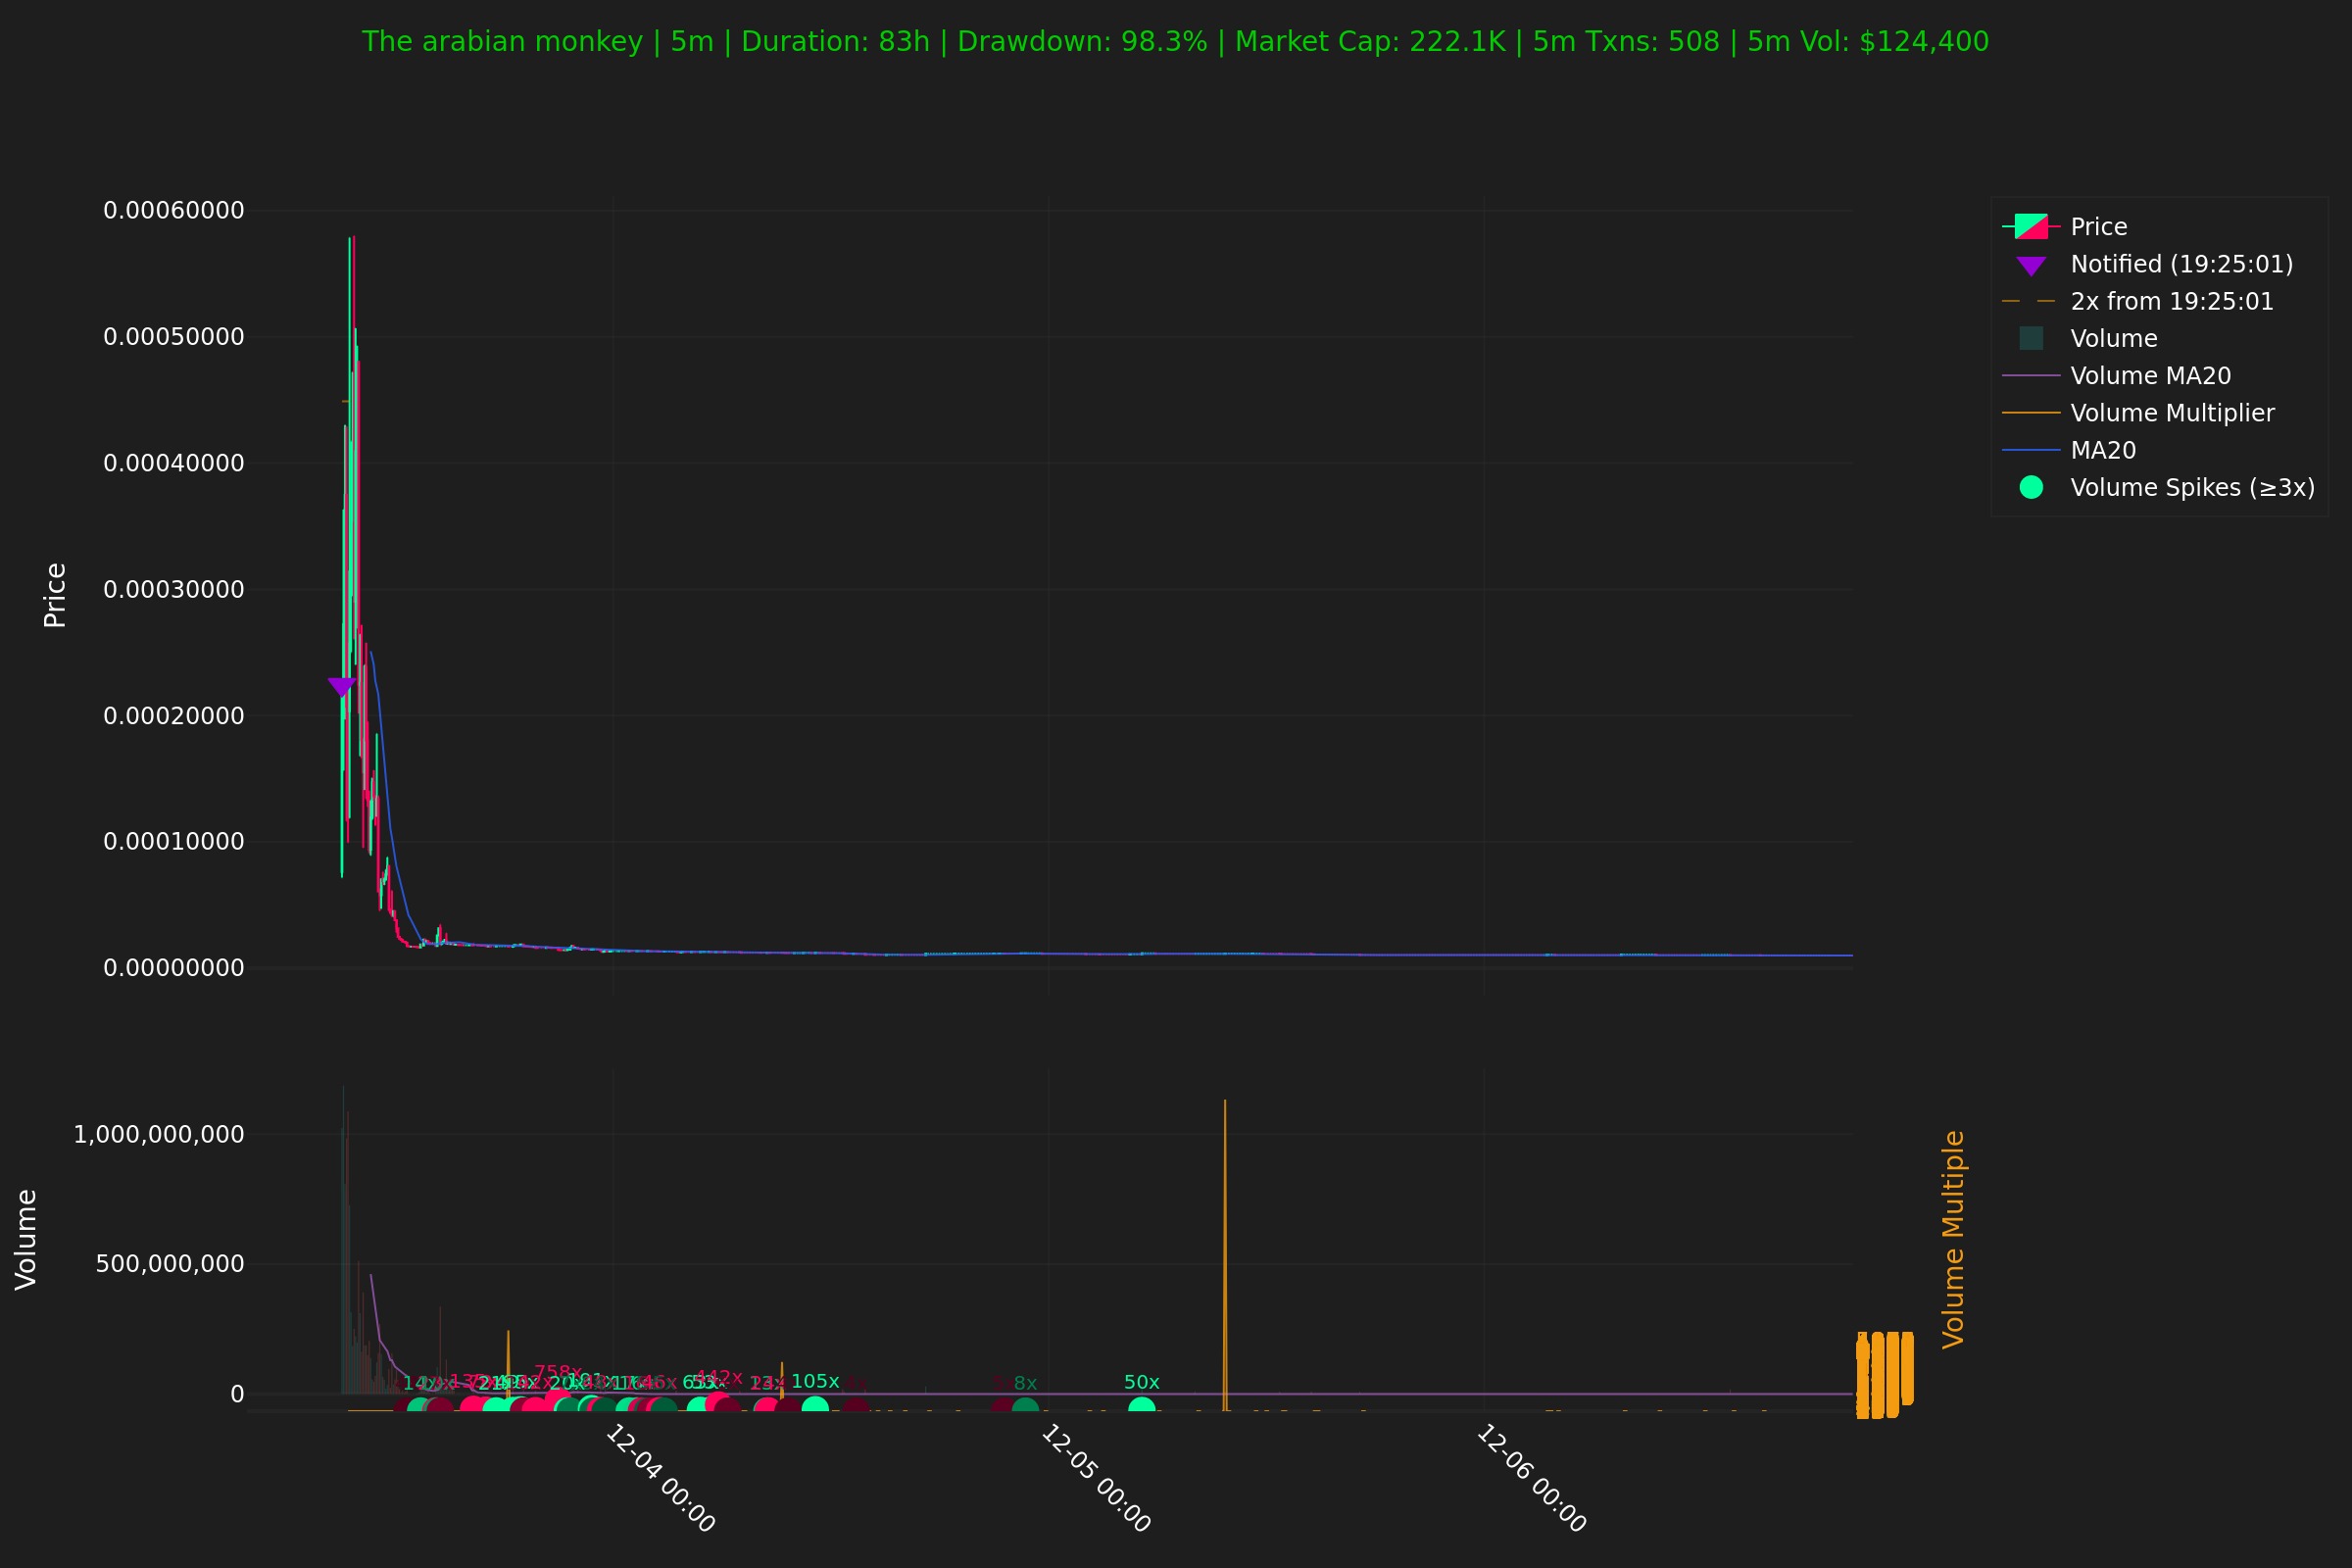 The arabian monkey | 5m | Duration: 83h | Drawdown: 98.3% | Market Cap: 222.1K | 5m Txns: 508 | 5m Vol: $124,400
Price
0.00060000
0.00050000
0.00040000
0.00030000
0.00020000
0.00010000
0.00000000
Price
Notified (19:25:01)
2x from 19:25:01
Volume
Volume MA20
Volume Multiplier
MA20
Volume Spikes (≥3x)
Volume
1,000,000,000
500,000,000
0
758x
442x
105x
8x
50x
Volume Multiple
12-04 00:00
12-05 00:00
12-06 00:00